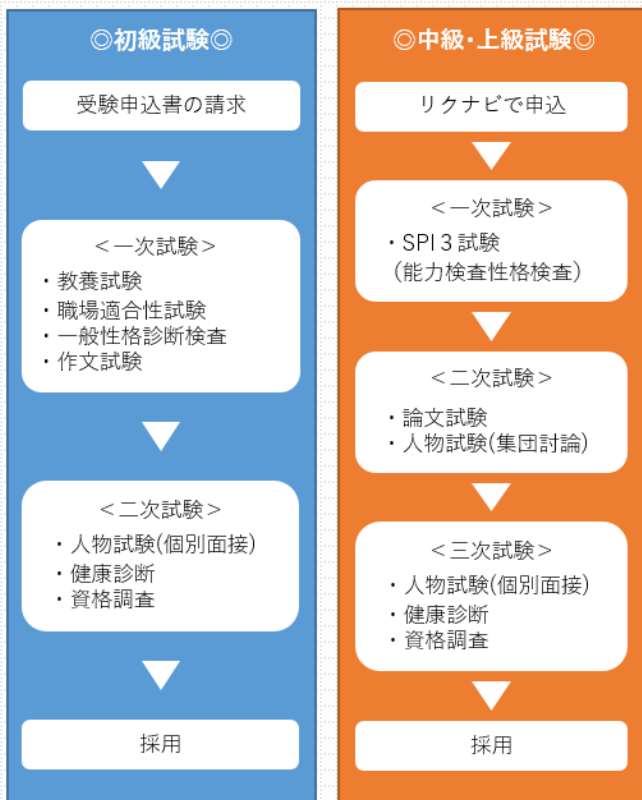 ◎初級試験◎
受験申込書の請求
＜一次試験＞
・教養試験
・職場適合性試験
・一般性格診断検査
・作文試験
＜二次試験＞
・人物試験(個別面接)
・健康診断
・資格調査
採用
◎中級・上級試験◎
リクナビで申込
＜一次試験＞
・SPI３試験
（能力検査性格検査）
＜二次試験＞
・論文試験
・人物試験(集団討論)
＜三次試験＞
・人物試験(個別面接)
・健康診断
・資格調査
採用